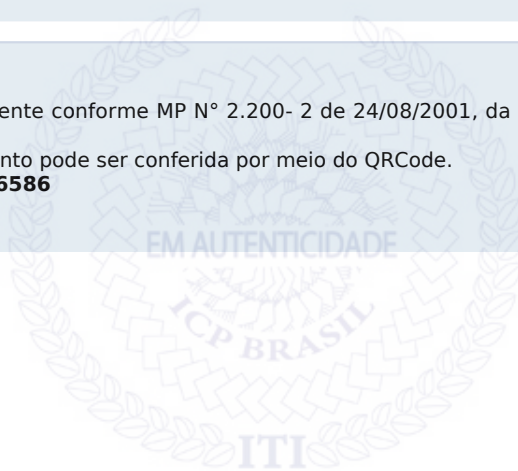 ente conforme MP N° 2.200- 2 de 24/08/2001, da
nto pode ser conferida por meio do QRCode.
6586
EM AUTENTICIDADE
ICP BRASIL
ITI